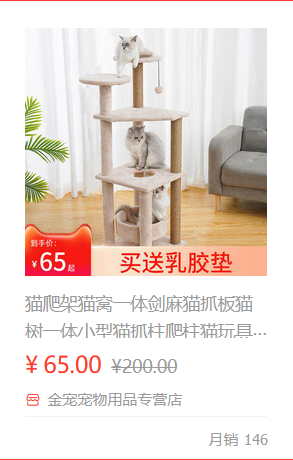 到手价：
¥65起
买送乳胶垫
猫爬架猫窝一体剑麻猫抓板猫
树一体小型猫抓柱爬柱猫玩具...
¥65.00 ¥200.00
金宠宠物用品专营店
月销 146